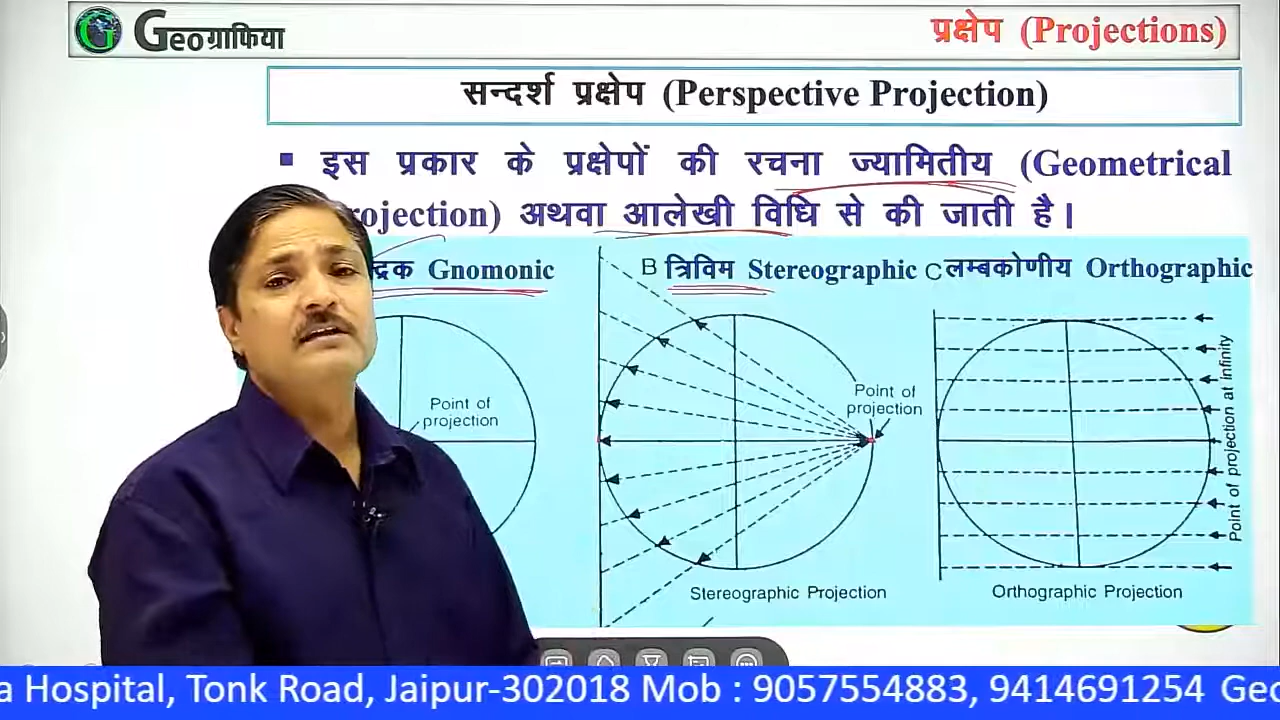 Geoग्राफिया
प्रक्षेप (Projections)
सन्दर्श प्रक्षेप (Perspective Projection)
▪ इस प्रकार के प्रक्षेपों की रचना ज्यामितीय (Geometrical
rojection) अथवा आलेखी विधि से की जाती है।
द्रक Gnomonic
B त्रिविम Stereographic
C लम्बकोणीय Orthographic
Point of
projection
Point of
projection
Point of projection at infinity
Stereographic Projection
Orthographic Projection
a Hospital, Tonk Road, Jaipur-302018 Mob : 9057554883, 9414691254 Geo